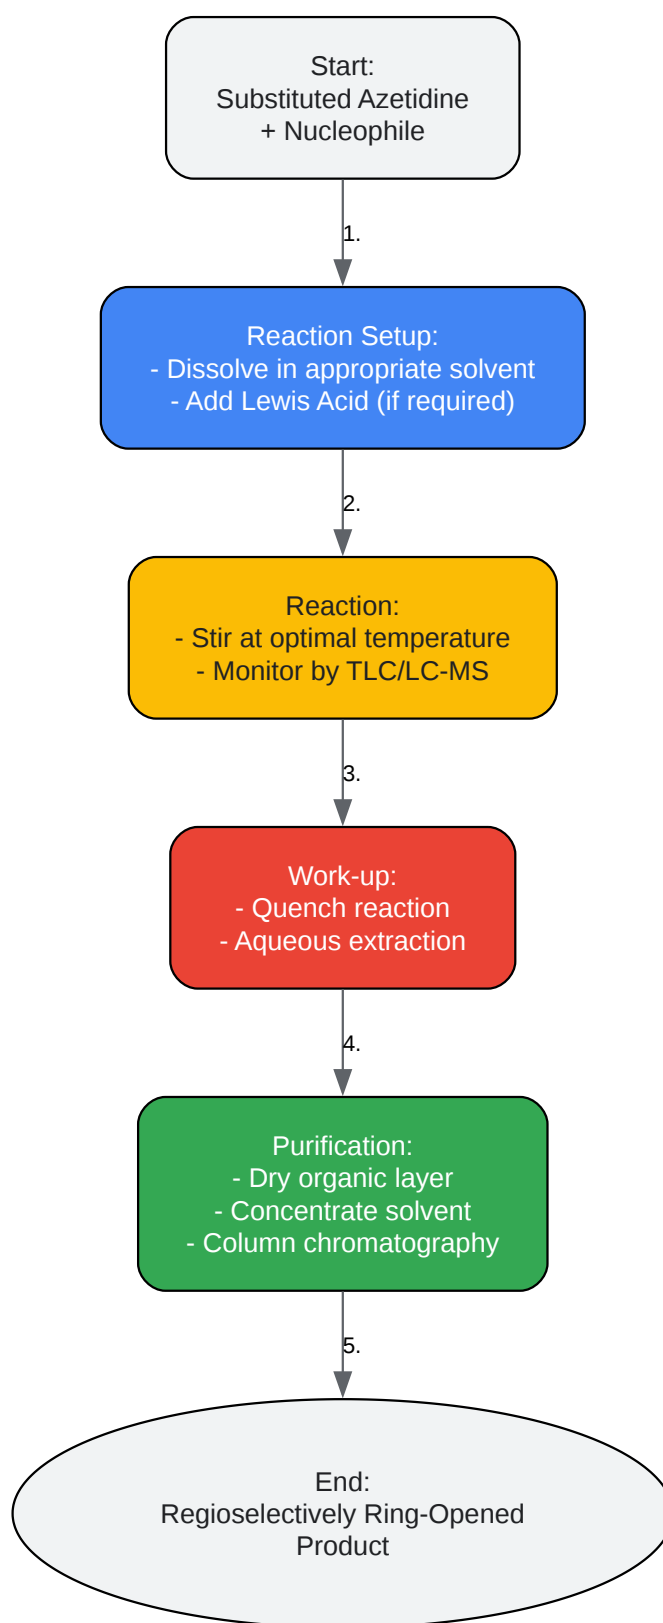 Start:
Substituted Azetidine
+ Nucleophile
1.
Reaction Setup:
- Dissolve in appropriate solvent
- Add Lewis Acid (if required)
2.
Reaction:
- Stir at optimal temperature
- Monitor by TLC/LC-MS
3.
Work-up:
- Quench reaction
- Aqueous extraction
4.
Purification:
- Dry organic layer
- Concentrate solvent
- Column chromatography
5.
End:
Regioselectively Ring-Opened
Product